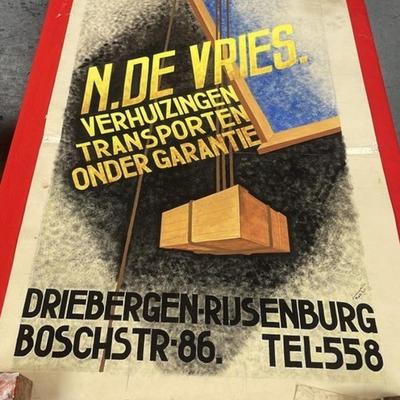 N.DE VRIES.
VERHUIZINGEN
TRANSPORTEN
ONDER GARANTIE
DRIEBERGEN-RIJSENBURG
BOSCHSTR-86. TEL-558